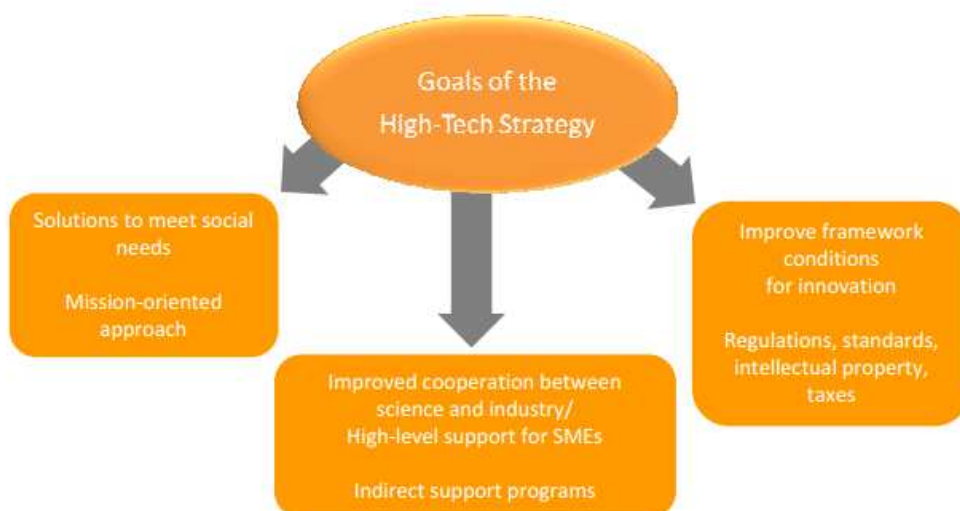 Goals of the
High-Tech Strategy
Solutions to meet social
needs
Mission-oriented
approach
Improved cooperation between
science and industry/
High-level support for SMEs
Indirect support programs
Improve framework
conditions
for innovation
Regulations, standards,
intellectual property,
taxes